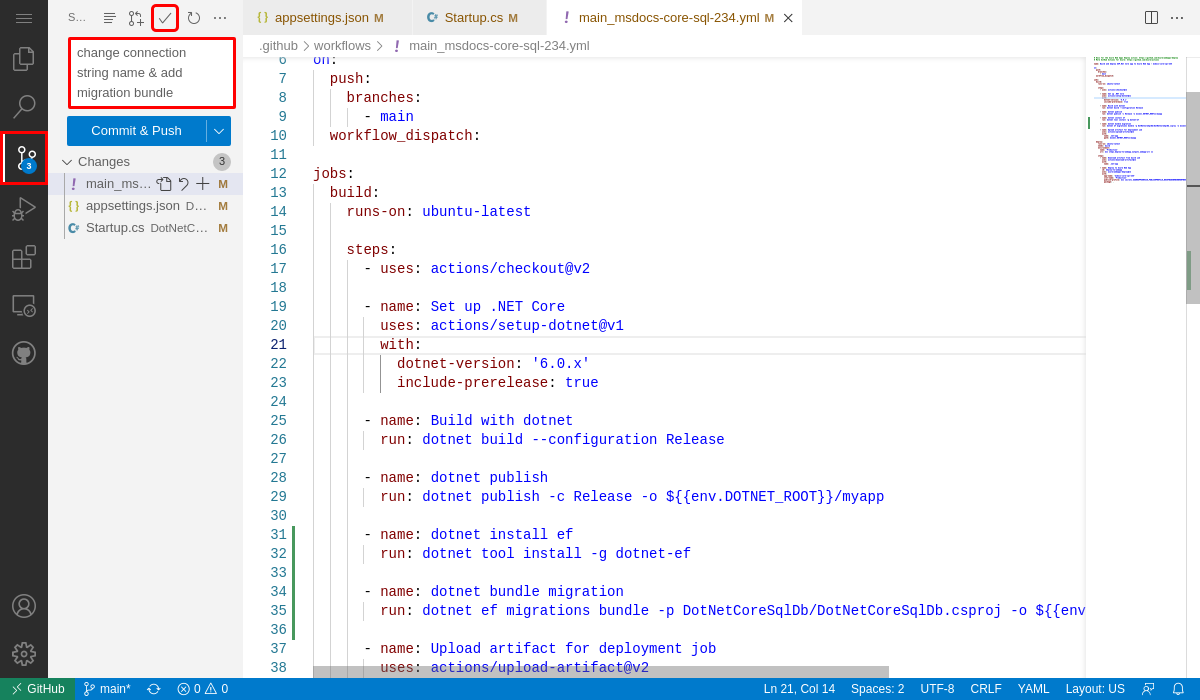 S...
appsettings.json M
Startup.cs M
main_msdocs-core-sql-234.yml M
.github > workflows > ! main_msdocs-core-sql-234.yml
change connection
string name & add
migration bundle
Commit & Push
Changes 3
main_ms... M
appsettings.json D... M
Startup.cs DotNetC... M
3
6 on:
7 push:
8 branches:
9 - main
10 workflow_dispatch:
11
12 jobs:
13 build:
14 runs-on: ubuntu-latest
15
16 steps:
17 - uses: actions/checkout@v2
18
19 - name: Set up .NET Core
20 uses: actions/setup-dotnet@v1
21 with:
22 dotnet-version: '6.0.x'
23 include-prerelease: true
24
25 - name: Build with dotnet
26 run: dotnet build --configuration Release
27
28 - name: dotnet publish
29 run: dotnet publish -c Release -o ${{env.DOTNET_ROOT}}/myapp
30
31 - name: dotnet install ef
32 run: dotnet tool install -g dotnet-ef
33
34 - name: dotnet bundle migration
35 run: dotnet ef migrations bundle -p DotNetCoreSqlDb/DotNetCoreSqlDb.csproj -o ${{env
36
37 - name: Upload artifact for deployment job
38 uses: actions/upload-artifact@v2
GitHub main* 0 0 Ln 21, Col 14 Spaces: 2 UTF-8 CRLF YAML Layout: US